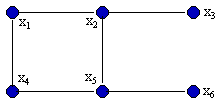 X₁ X₂ X₃
X₄ X₅ X₆